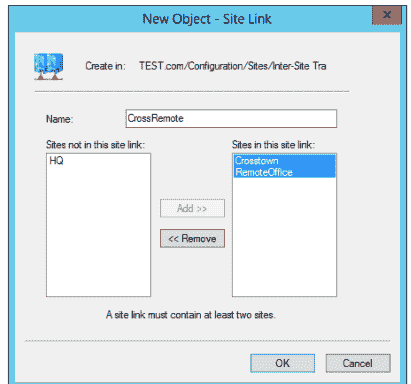 New Object - Site Link
x
Create in: TEST.com/Configuration/Sites/Inter-Site Tra
Name: CrossRemote
Sites not in this site link:
HQ
Sites in this site link:
Crosstown
RemoteOffice
Add >>
<< Remove
A site link must contain at least two sites.
OK
Cancel